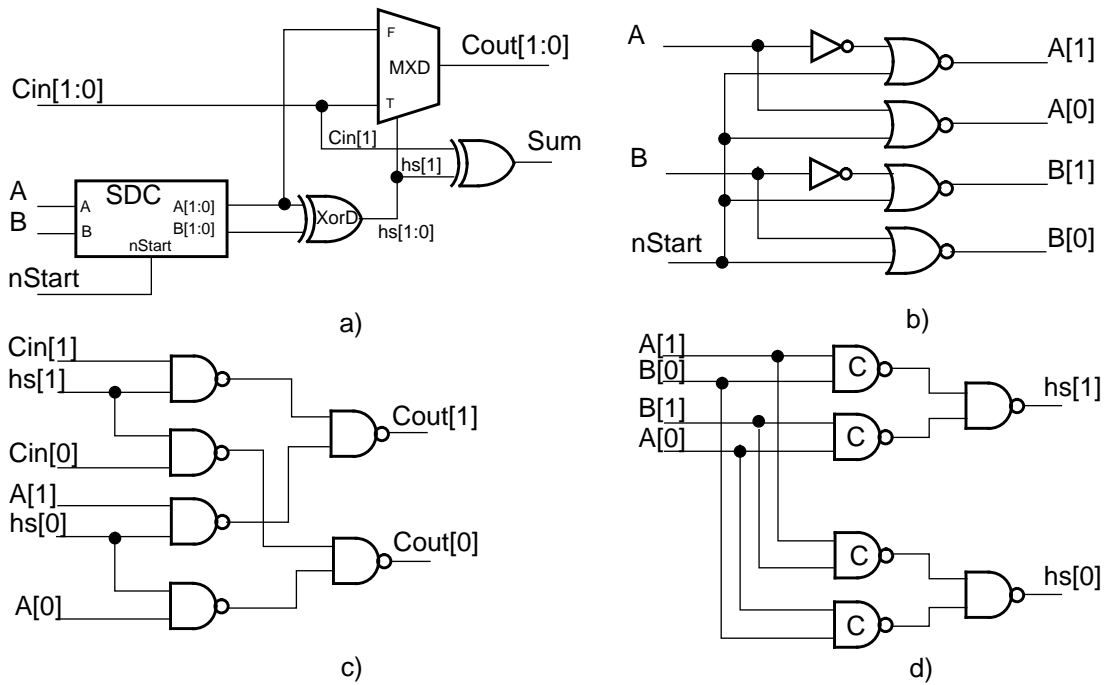 F
MXD
T
Cout[1:0]
Cin[1:0]
Cin[1]
Sum
hs[1]
A
B
SDC
A
B
A[1:0]
B[1:0]
nStart
XorD
hs[1:0]
nStart
a)
A
A[1]
A[0]
B
B[1]
nStart
B[0]
b)
Cin[1]
hs[1]
Cout[1]
Cin[0]
A[1]
hs[0]
Cout[0]
A[0]
c)
A[1]
B[0]
C
hs[1]
B[1]
A[0]
C
C
hs[0]
C
d)